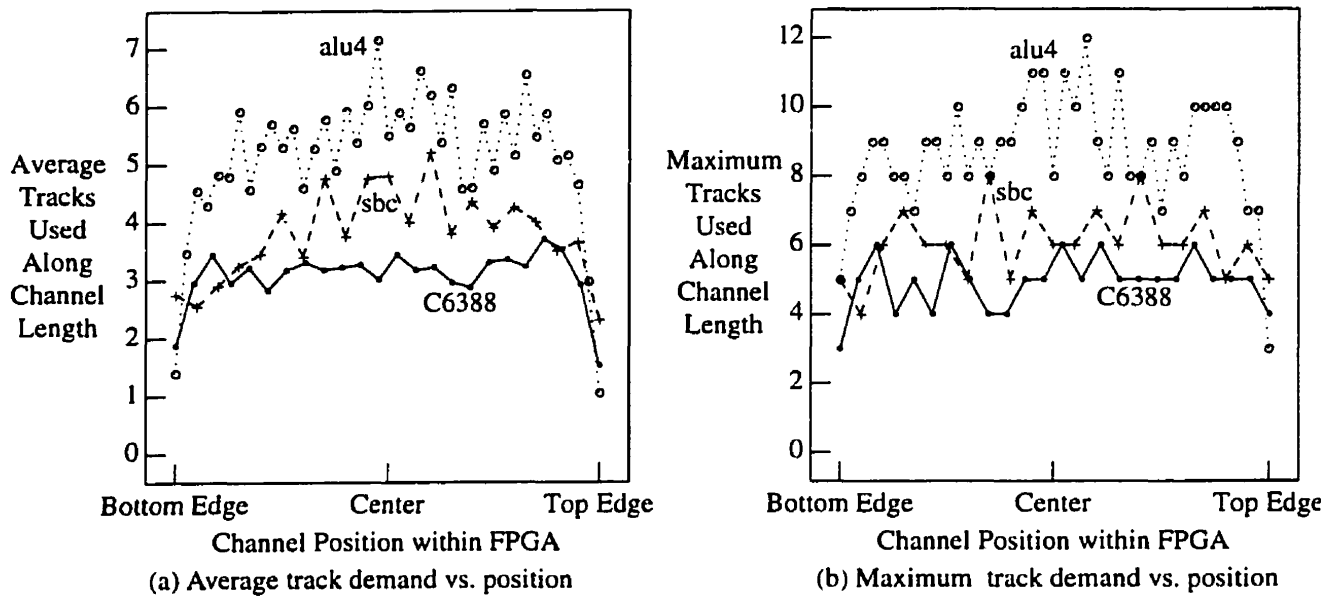 7
6
5
4
3
2
1
0
Average
Tracks
Used
Along
Channel
Length
alu4
sbc
C6388
Bottom Edge
Center
Top Edge
Channel Position within FPGA
(a) Average track demand vs. position
12
10
8
6
4
2
0
Maximum
Tracks
Used
Along
Channel
Length
alu4
sbc
C6388
Bottom Edge
Center
Top Edge
Channel Position within FPGA
(b) Maximum track demand vs. position